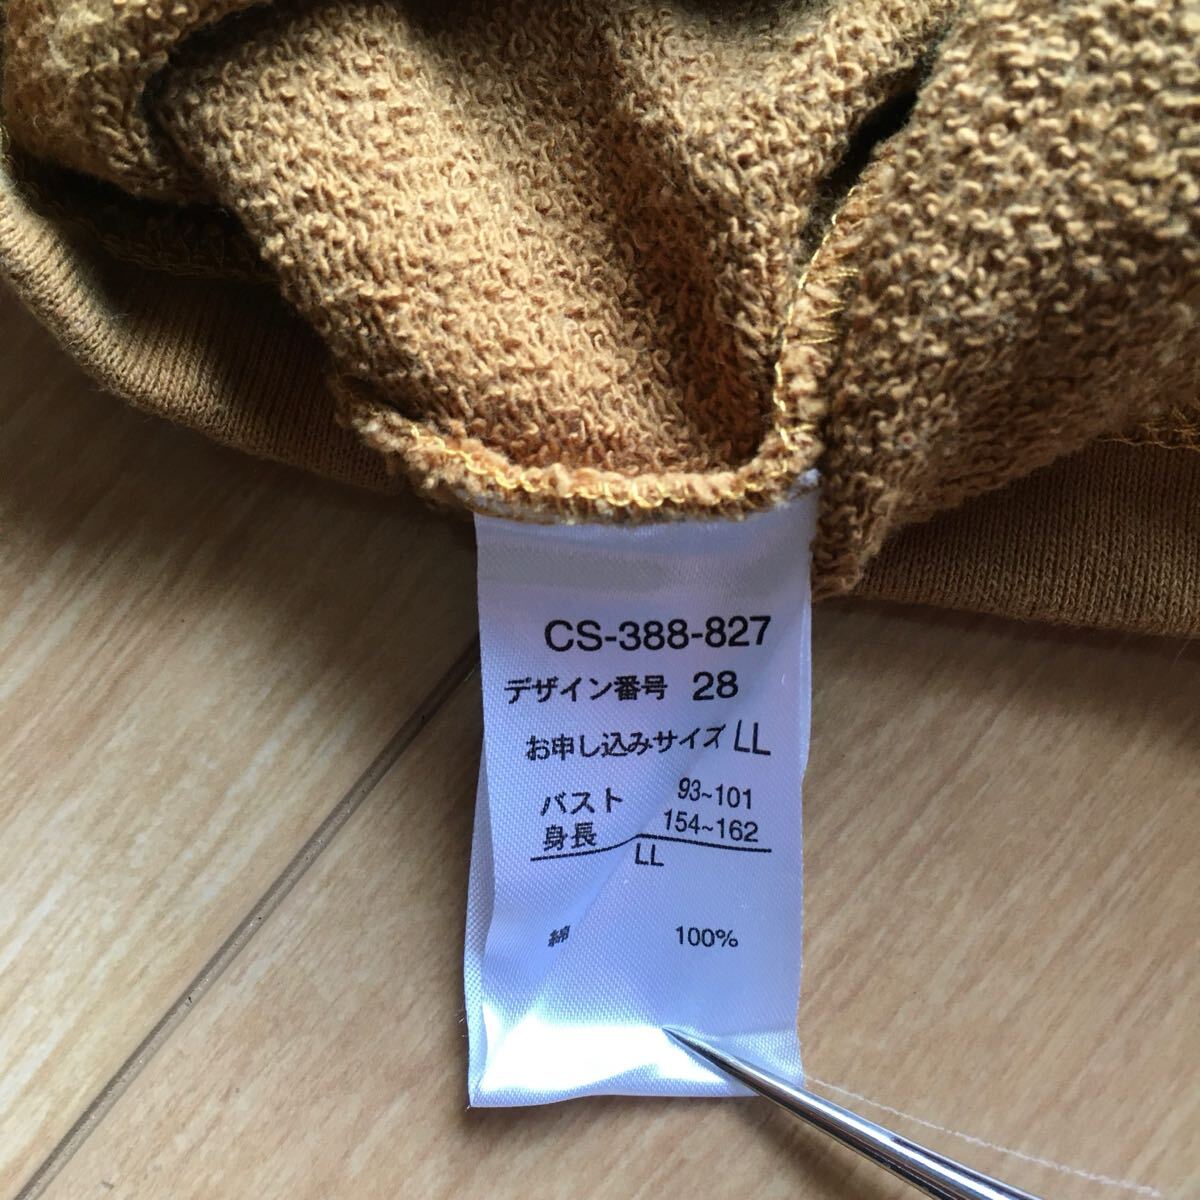 CS-388-827
デザイン番号 28
お申し込みサイズ LL
バスト 93~101
身長 154~162
LL
綿 100%